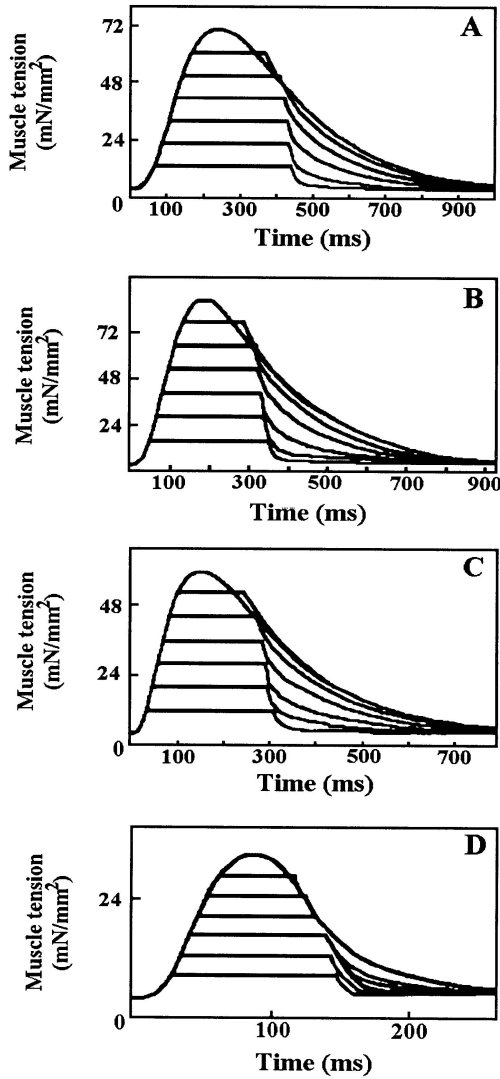 A
72
48
24
0
Muscle tension
(mN/mm²)
100 300 500 700 900
Time (ms)
B
72
48
24
Muscle tension
(mN/mm²)
100 300 500 700 900
Time (ms)
C
48
24
0
Muscle tension
(mN/mm²)
100 300 500 700
Time (ms)
D
24
0
Muscle tension
(mN/mm²)
100 200
Time (ms)